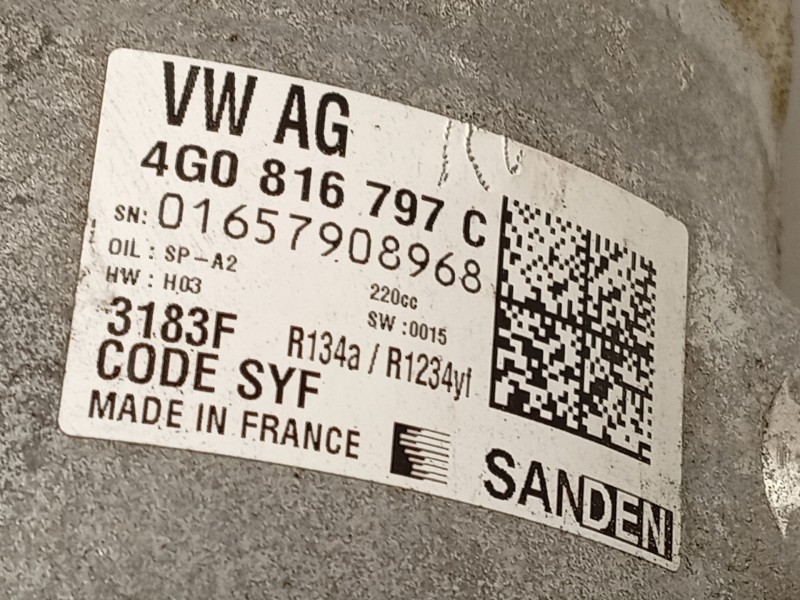 VW AG
4G0 816 797 C
SN: 01657908968
OIL : SP-A2 220cc
HW : H03 SW :0015
3183F R134a / R1234yf
CODE SYF
MADE IN FRANCE
SANDEN